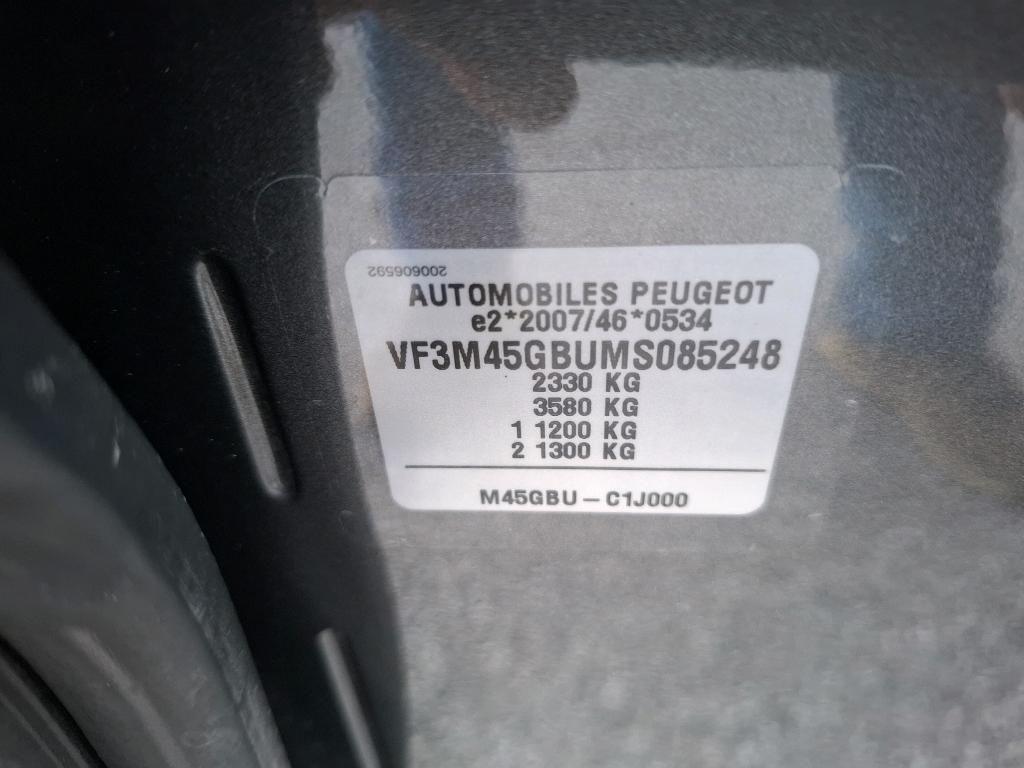 200606592
AUTOMOBILES PEUGEOT
e2*2007/46*0534
VF3M45GBUMS085248
2330 KG
3580 KG
1 1200 KG
2 1300 KG
M45GBU – C1J000